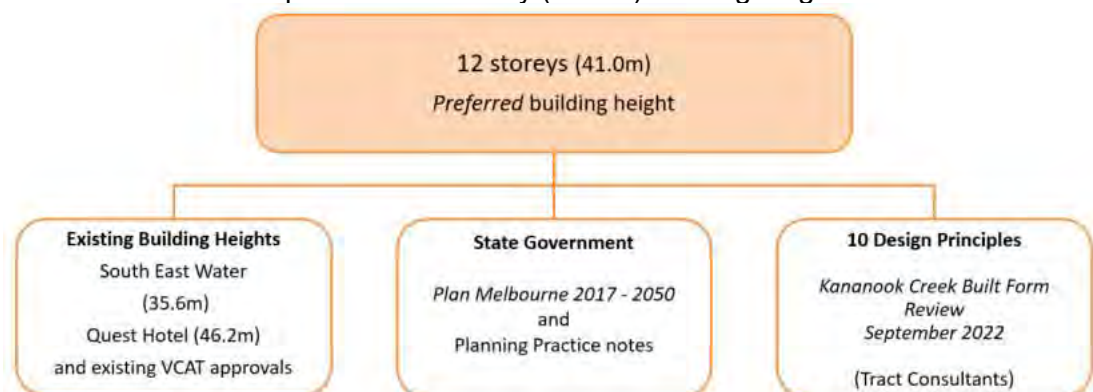 12 storeys (41.0m)
Preferred building height
Existing Building Heights
South East Water
(35.6m)
Quest Hotel (46.2m)
and existing VCAT approvals
State Government
Plan Melbourne 2017 - 2050
and
Planning Practice notes
10 Design Principles
Kananook Creek Built Form
Review
September 2022
(Tract Consultants)